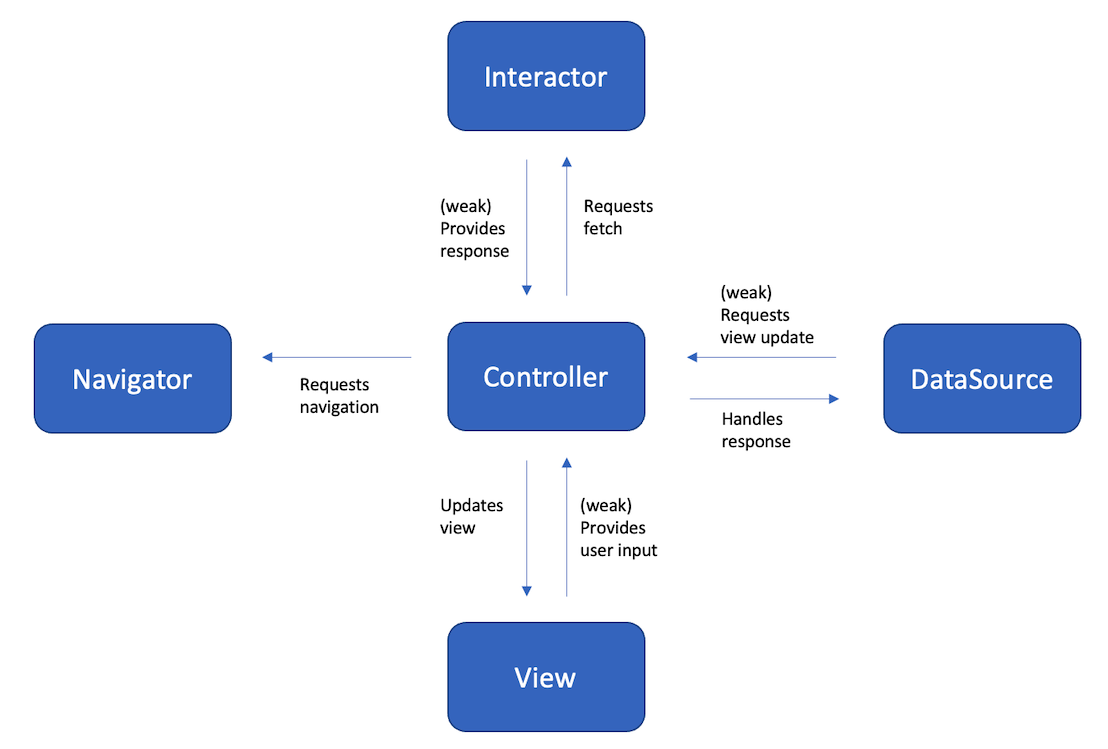 Interactor
(weak)
Provides
response
Requests
fetch
(weak)
Requests
view update
Navigator
Requests
navigation
Controller
DataSource
Handles
response
Updates
view
(weak)
Provides
user input
View